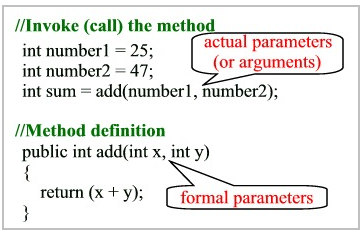 //Invoke (call) the method
int number1 = 25;
int number2 = 47;
int sum = add(number1, number2);
actual parameters
(or arguments)
//Method definition
public int add(int x, int y)
{
return (x + y);
}
formal parameters